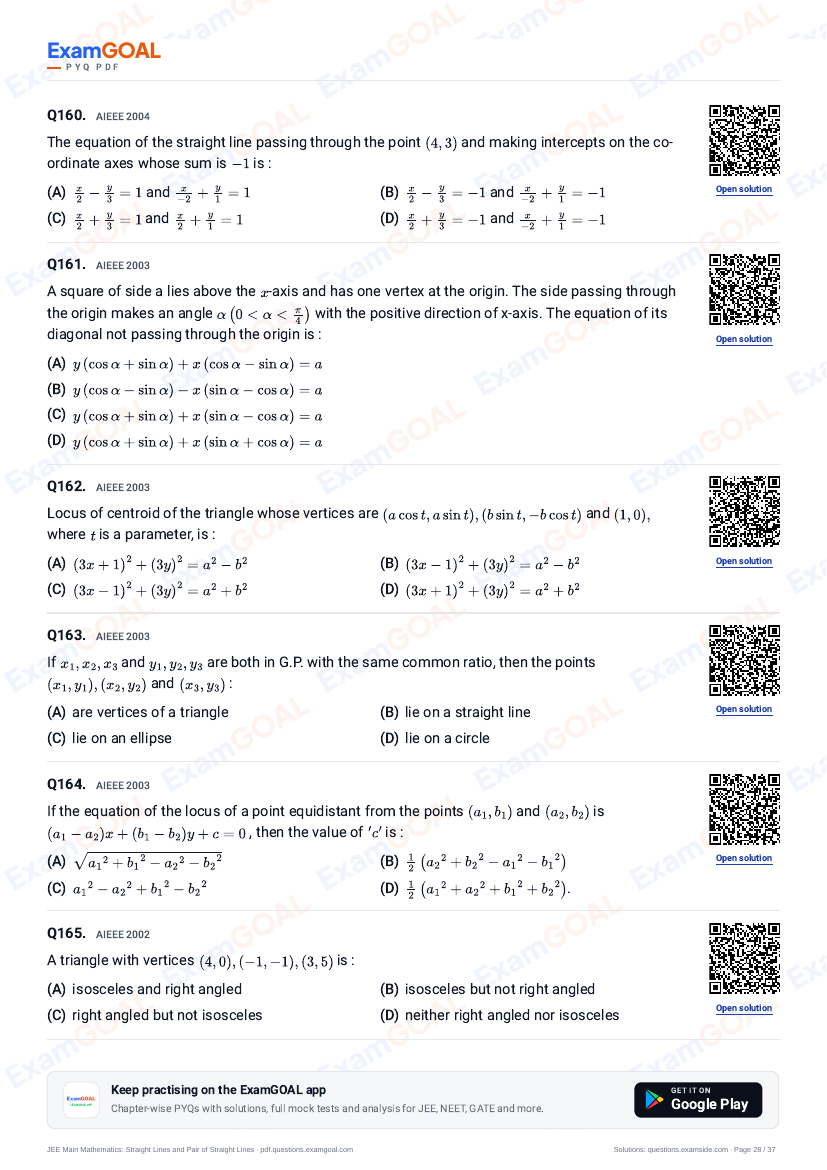 ExamGOAL
PYQ PDF
Q160. AIEEE 2004
The equation of the straight line passing through the point (4, 3) and making intercepts on the co-
ordinate axes whose sum is −1 is :
(A) x/2 − y/3 = 1 and x/−2 + y/1 = 1
(B) x/2 − y/3 = −1 and x/−2 + y/1 = −1
(C) x/2 + y/3 = 1 and x/2 + y/1 = 1
(D) x/2 + y/3 = −1 and x/−2 + y/1 = −1
Open solution
Q161. AIEEE 2003
A square of side a lies above the x-axis and has one vertex at the origin. The side passing through
the origin makes an angle α (0 < α < π/4) with the positive direction of x-axis. The equation of its
diagonal not passing through the origin is :
(A) y (cos α + sin α) + x (cos α − sin α) = a
(B) y (cos α − sin α) − x (sin α − cos α) = a
(C) y (cos α + sin α) + x (sin α − cos α) = a
(D) y (cos α + sin α) + x (sin α + cos α) = a
Open solution
Q162. AIEEE 2003
Locus of centroid of the triangle whose vertices are (a cos t, a sin t), (b sin t, −b cos t) and (1, 0),
where t is a parameter, is :
(A) (3x + 1)² + (3y)² = a² − b²
(B) (3x − 1)² + (3y)² = a² − b²
(C) (3x − 1)² + (3y)² = a² + b²
(D) (3x + 1)² + (3y)² = a² + b²
Open solution
Q163. AIEEE 2003
If x₁, x₂, x₃ and y₁, y₂, y₃ are both in G.P. with the same common ratio, then the points
(x₁, y₁), (x₂, y₂) and (x₃, y₃) :
(A) are vertices of a triangle
(B) lie on a straight line
(C) lie on an ellipse
(D) lie on a circle
Open solution
Q164. AIEEE 2003
If the equation of the locus of a point equidistant from the points (a₁, b₁) and (a₂, b₂) is
(a₁ − a₂)x + (b₁ − b₂)y + c = 0 , then the value of 'c' is :
(A) √(a₁² + b₁² − a₂² − b₂²)
(B) 1/2 (a₂² + b₂² − a₁² − b₁²)
(C) a₁² − a₂² + b₁² − b₂²
(D) 1/2 (a₁² + a₂² + b₁² + b₂²).
Open solution
Q165. AIEEE 2002
A triangle with vertices (4, 0), (−1, −1), (3, 5) is :
(A) isosceles and right angled
(B) isosceles but not right angled
(C) right angled but not isosceles
(D) neither right angled nor isosceles
Open solution
ExamGOAL
Keep practising on the ExamGOAL app
Chapter-wise PYQs with solutions, full mock tests and analysis for JEE, NEET, GATE and more.
GET IT ON
Google Play
JEE Main Mathematics: Straight Lines and Pair of Straight Lines · pdf.questions.examgoal.com
Solutions: questions.examside.com · Page 28 / 37